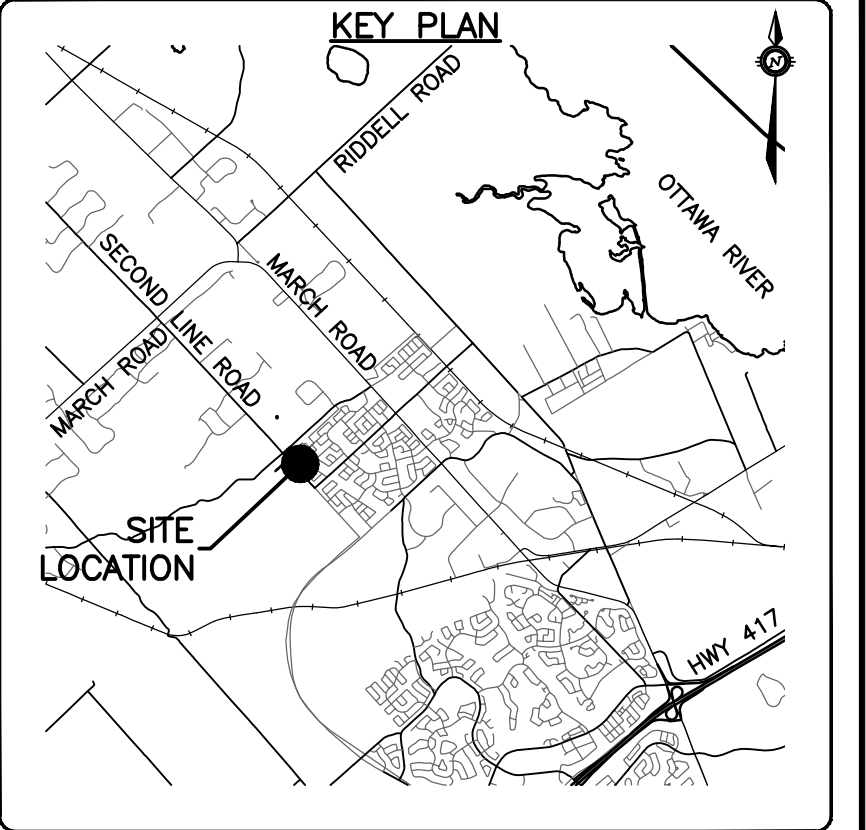 KEY PLAN
N
RIDDELL ROAD
OTTAWA RIVER
SECOND LINE ROAD
MARCH ROAD
MARCH ROAD
SITE
LOCATION
HWY 417